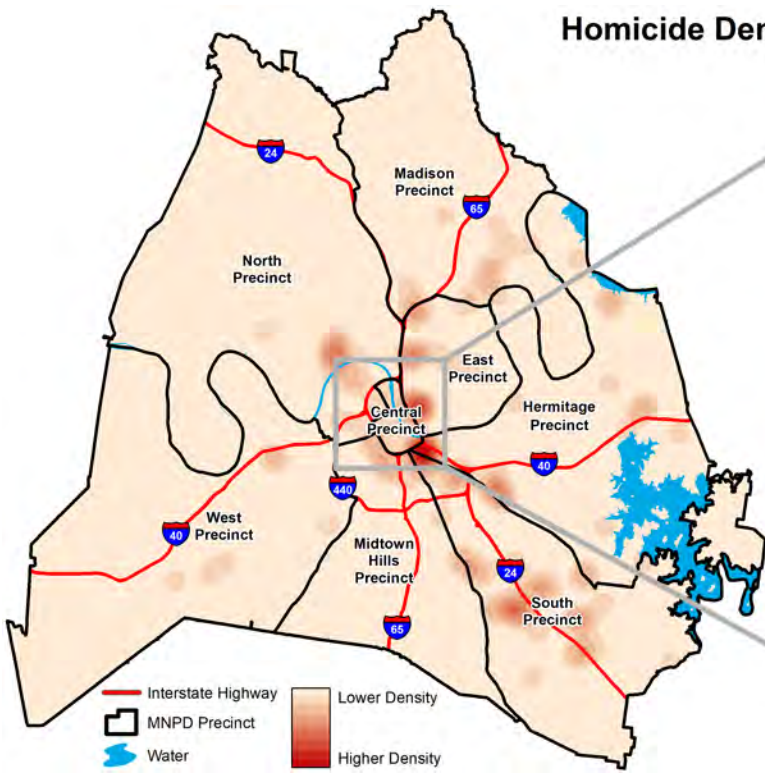 Homicide Den
24
Madison
Precinct
65
North
Precinct
East
Precinct
Central
Precinct
Hermitage
Precinct
40
440
West
Precinct
40
Midtown
Hills
Precinct
24
South
Precinct
65
Interstate Highway
MNPD Precinct
Water
Lower Density
Higher Density